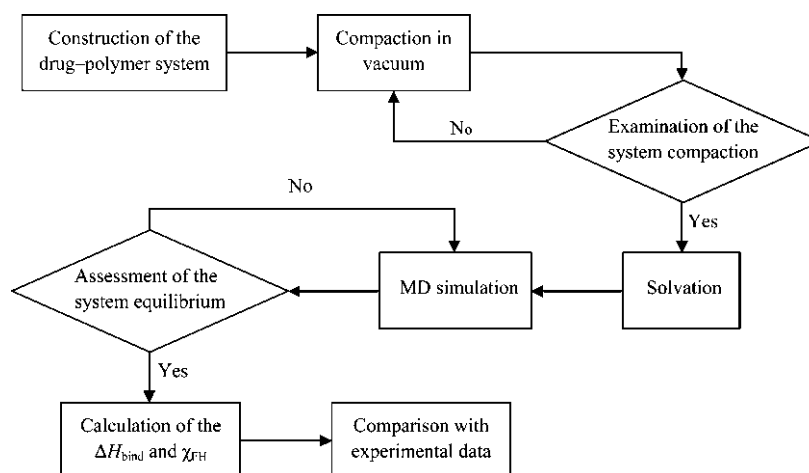 Construction of the
drug–polymer system
Compaction in
vacuum
Examination of the
system compaction
No
Yes
Solvation
MD simulation
No
Assessment of the
system equilibrium
Yes
Calculation of the
ΔH_bind and χ_FH
Comparison with
experimental data